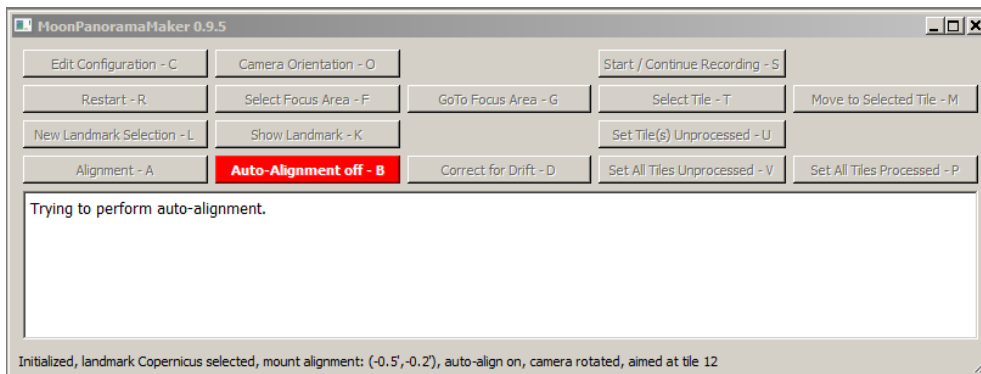 MoonPanoramaMaker 0.9.5
Edit Configuration - C Camera Orientation - O Start / Continue Recording - S
Restart - R Select Focus Area - F GoTo Focus Area - G Select Tile - T Move to Selected Tile - M
New Landmark Selection - L Show Landmark - K Set Tile(s) Unprocessed - U
Alignment - A Auto-Alignment off - B Correct for Drift - D Set All Tiles Unprocessed - V Set All Tiles Processed - P
Trying to perform auto-alignment.
Initialized, landmark Copernicus selected, mount alignment: (-0.5',-0.2'), auto-align on, camera rotated, aimed at tile 12